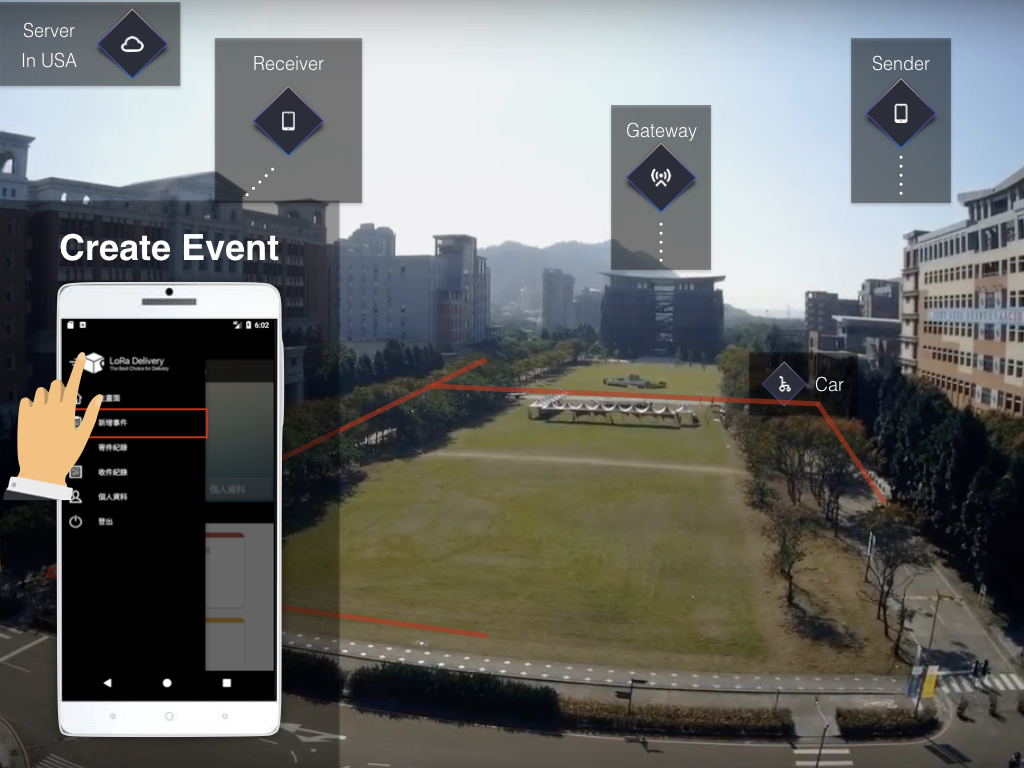 Server
In USA
Receiver
Gateway
Sender
Create Event
6:02
LoRa Delivery
The Best Choice for Delivery
主畫面
新增事件
寄件紀錄
收件紀錄
個人資料
登出
個人資料
Car